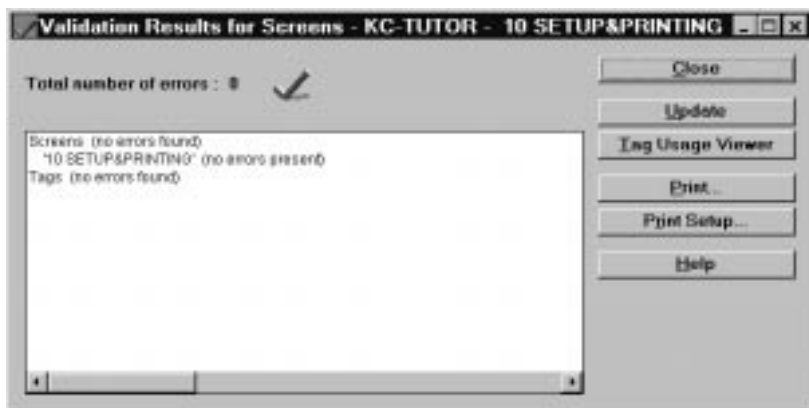 Validation Results for Screens - KC-TUTOR - 10 SETUP&PRINTING
Total number of errors : 0
Screens (no errors found)
"10 SETUP&PRINTING" (no errors present)
Tags (no errors found)
Close
Update
Tag Usage Viewer
Print...
Print Setup...
Help